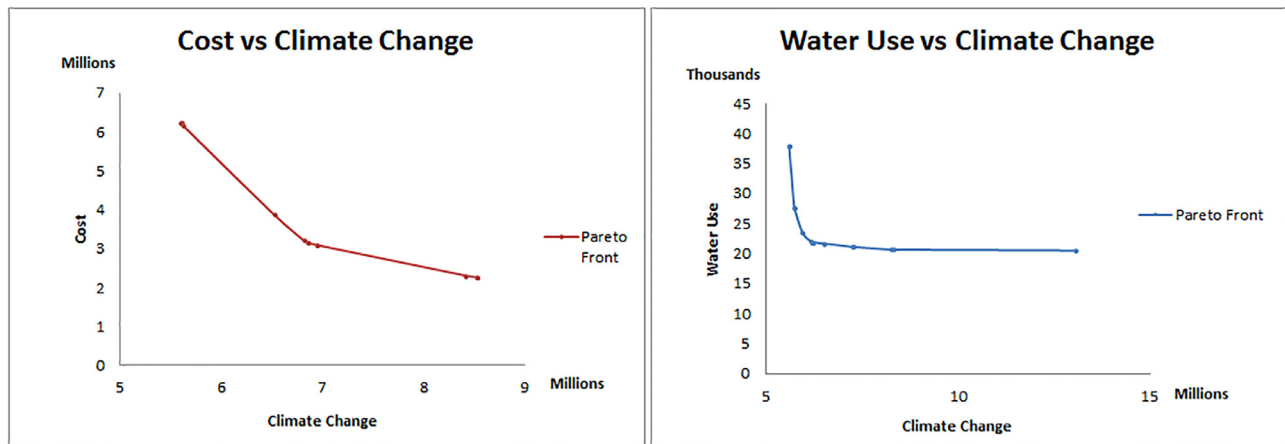 Cost vs Climate Change
Millions
7
6
5
4
3
2
1
0
Cost
5 6 7 8 9
Millions
Climate Change
Pareto
Front
Water Use vs Climate Change
Thousands
45
40
35
30
25
20
15
10
5
0
Water Use
5 10 15
Millions
Climate Change
Pareto Front